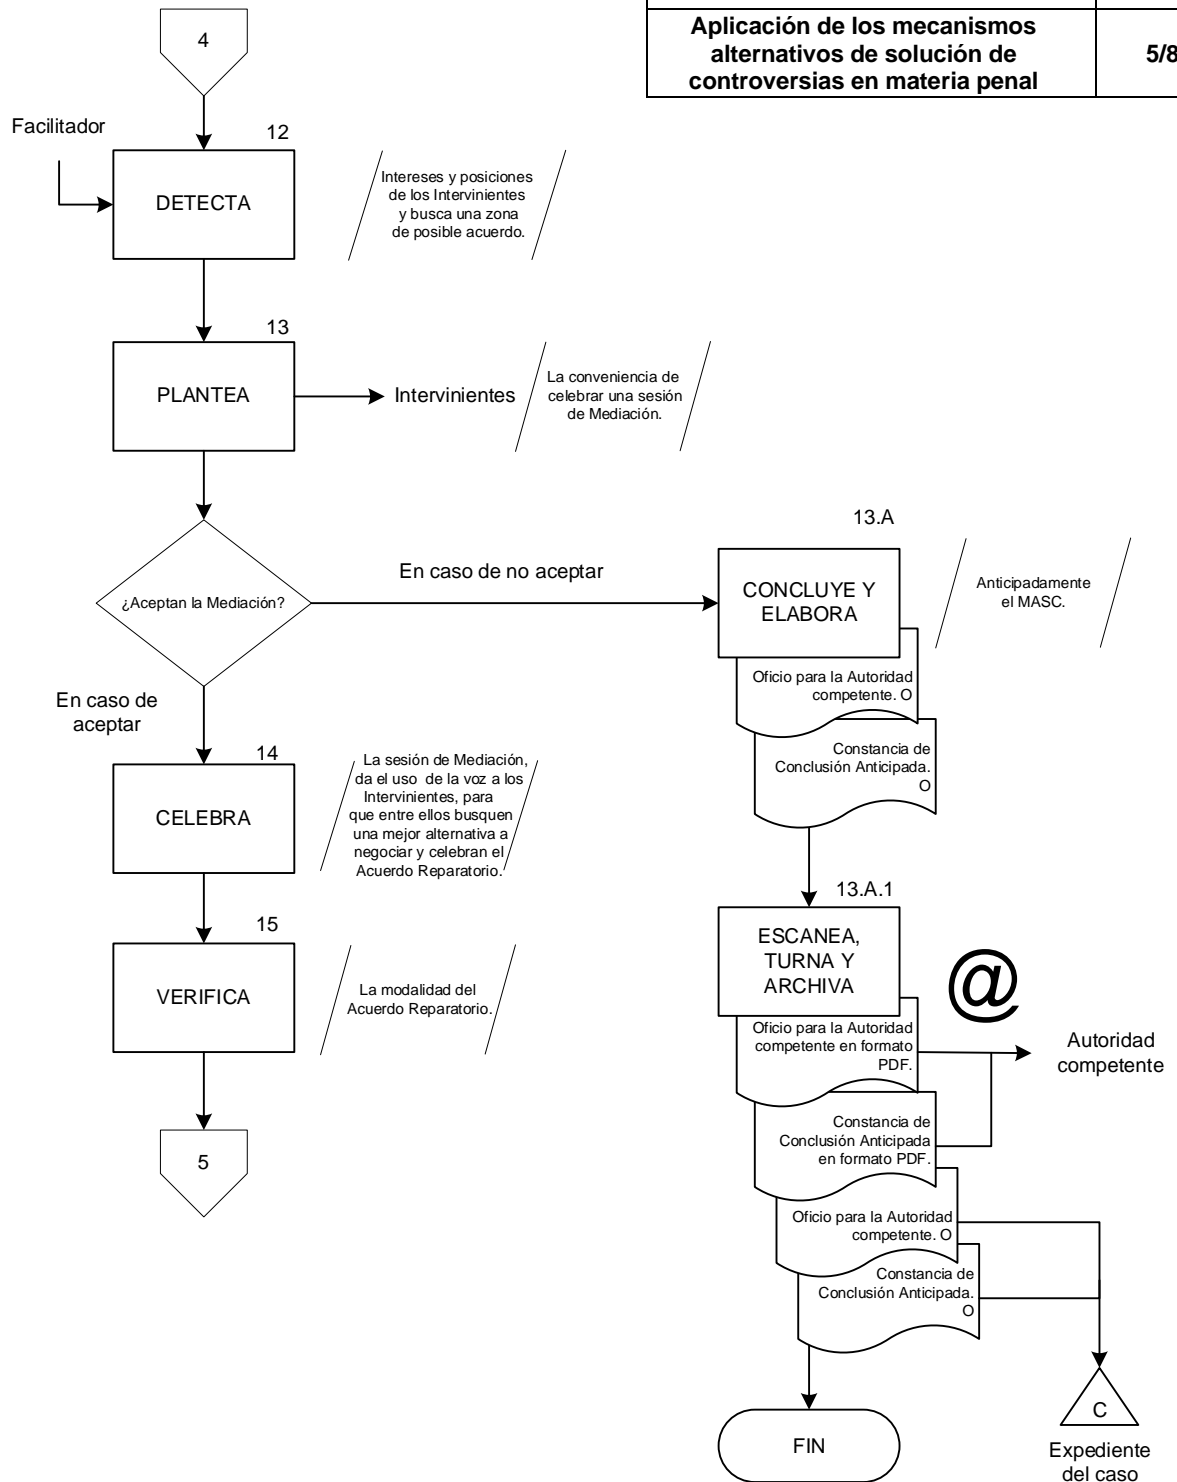 Aplicación de los mecanismos
alternativos de solución de
controversias en materia penal
5/8
4
Facilitador
12
DETECTA
Intereses y posiciones
de los Intervinientes
y busca una zona
de posible acuerdo.
13
PLANTEA
Intervinientes
La conveniencia de
celebrar una sesión
de Mediación.
¿Aceptan la Mediación?
En caso de no aceptar
13.A
CONCLUYE Y
ELABORA
Anticipadamente
el MASC.
Oficio para la Autoridad
competente. O
Constancia de
Conclusión Anticipada.
O
En caso de
aceptar
14
CELEBRA
La sesión de Mediación,
da el uso de la voz a los
Intervinientes, para
que entre ellos busquen
una mejor alternativa a
negociar y celebran el
Acuerdo Reparatorio.
15
VERIFICA
La modalidad del
Acuerdo Reparatorio.
5
13.A.1
ESCANEA,
TURNA Y
ARCHIVA
@
Oficio para la Autoridad
competente en formato
PDF.
Autoridad
competente
Constancia de
Conclusión Anticipada
en formato PDF.
Oficio para la Autoridad
competente. O
Constancia de
Conclusión Anticipada.
O
C
Expediente
del caso
FIN